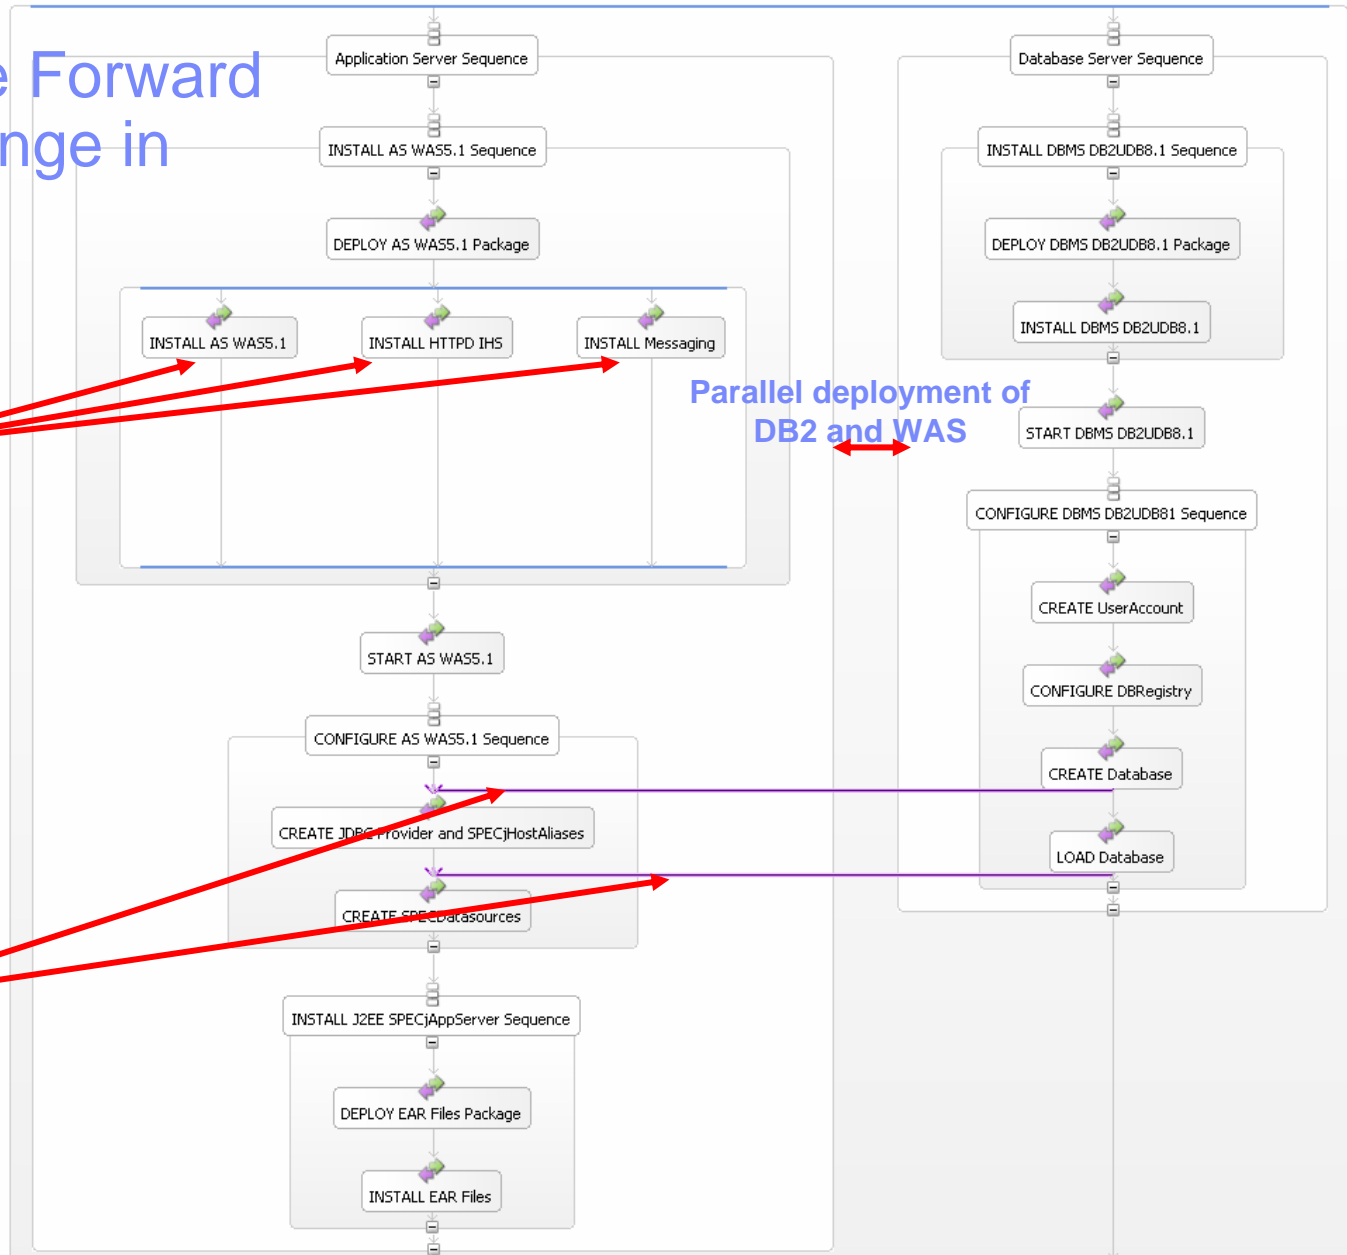 e Forward
nge in
Application Server Sequence
INSTALL AS WAS5.1 Sequence
DEPLOY AS WAS5.1 Package
INSTALL AS WAS5.1
INSTALL HTTPD IHS
INSTALL Messaging
START AS WAS5.1
CONFIGURE AS WAS5.1 Sequence
CREATE JDBC Provider and SPECjHostAliases
CREATE SPECDatasources
INSTALL J2EE SPECjAppServer Sequence
DEPLOY EAR Files Package
INSTALL EAR Files
Parallel deployment of
DB2 and WAS
Database Server Sequence
INSTALL DBMS DB2UDB8.1 Sequence
DEPLOY DBMS DB2UDB8.1 Package
INSTALL DBMS DB2UDB8.1
START DBMS DB2UDB8.1
CONFIGURE DBMS DB2UDB81 Sequence
CREATE UserAccount
CONFIGURE DBRegistry
CREATE Database
LOAD Database